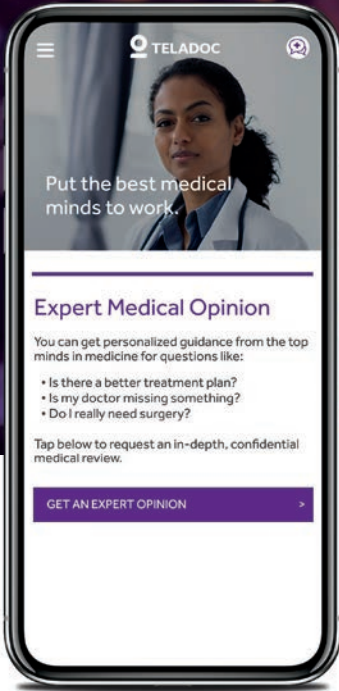 TELADOC
Put the best medical
minds to work.
Expert Medical Opinion
You can get personalized guidance from the top
minds in medicine for questions like:
• Is there a better treatment plan?
• Is my doctor missing something?
• Do I really need surgery?
Tap below to request an in-depth, confidential
medical review.
GET AN EXPERT OPINION >